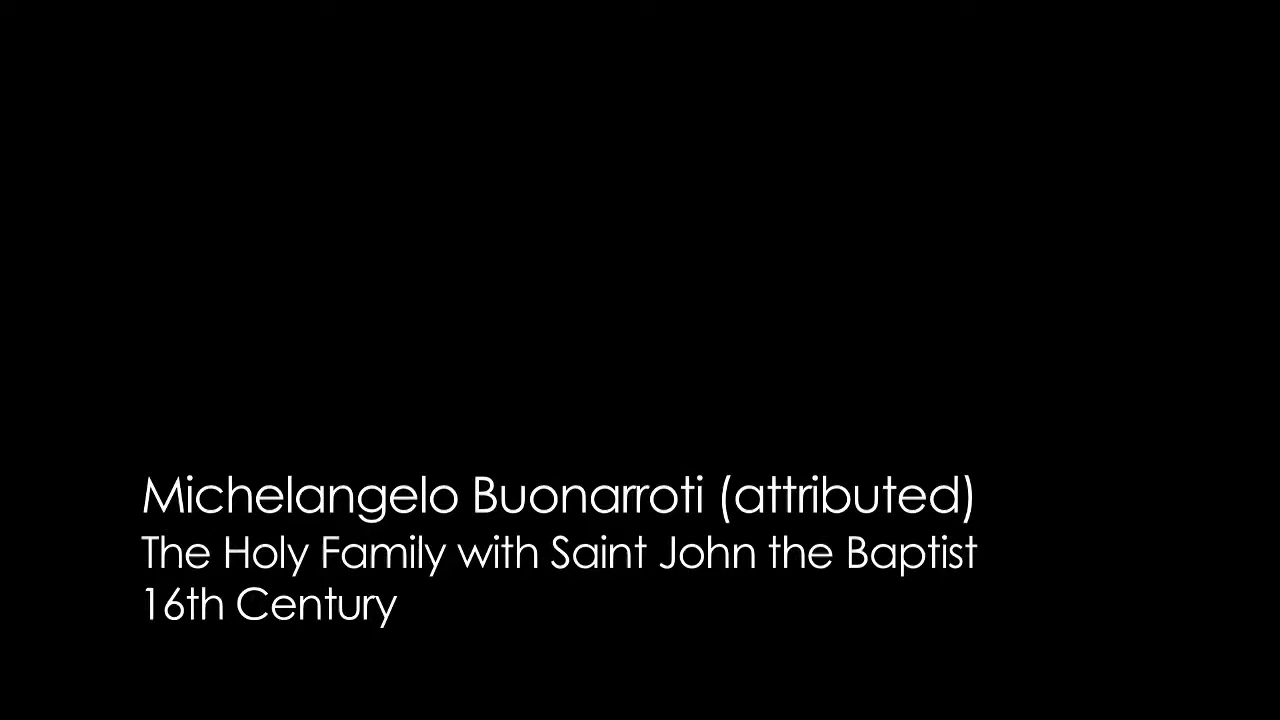 Michelangelo Buonarroti (attributed)
The Holy Family with Saint John the Baptist
16th Century